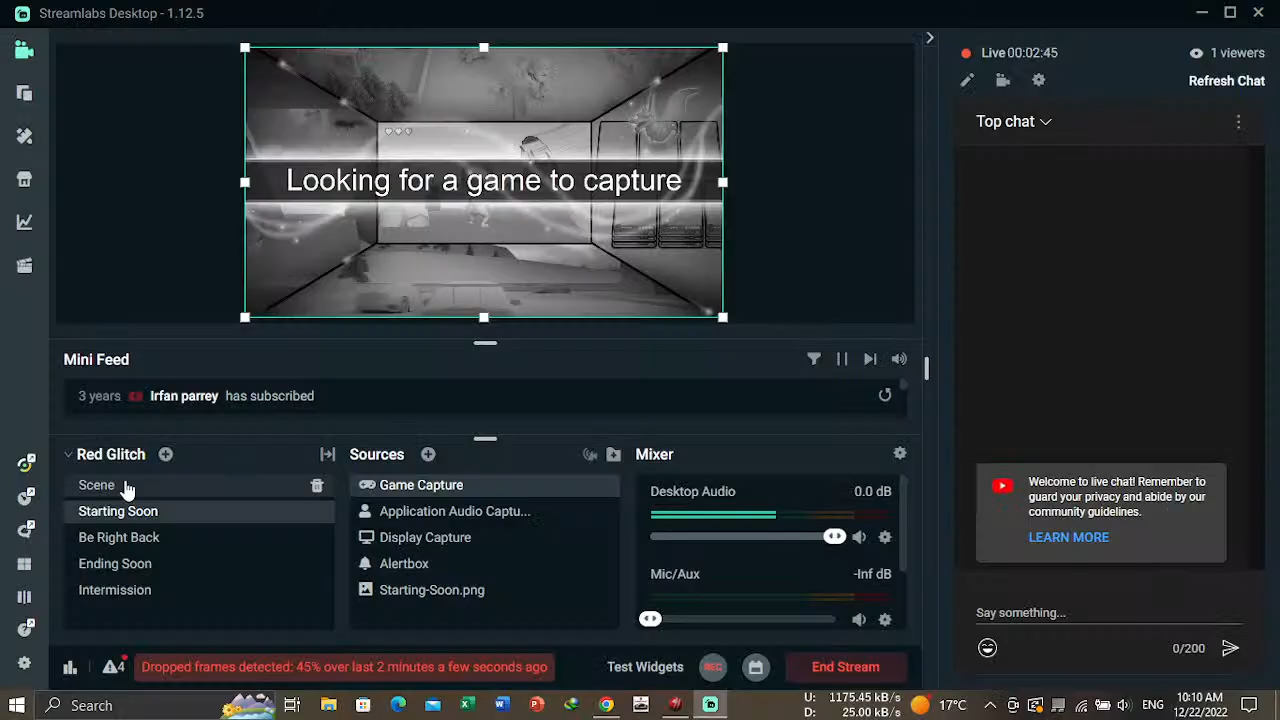 Streamlabs Desktop - 1.12.5
Live 00:02:45
1 viewers
Refresh Chat
Top chat
Looking for a game to capture
Mini Feed
3 years Irfan parrey has subscribed
Red Glitch
Scene
Starting Soon
Be Right Back
Ending Soon
Intermission
Sources
Game Capture
Application Audio Captu...
Display Capture
Alertbox
Starting-Soon.png
Mixer
Desktop Audio 0.0 dB
Mic/Aux -Inf dB
Welcome to live chat! Remember to
guard your privacy and abide by our
community guidelines.
LEARN MORE
Say something...
0/200
4
Dropped frames detected: 45% over last 2 minutes a few seconds ago
Test Widgets
REC
End Stream
Search
U: 1175.45 kB/s
D: 25.00 kB/s
17°C
10:10 AM
12/22/2022